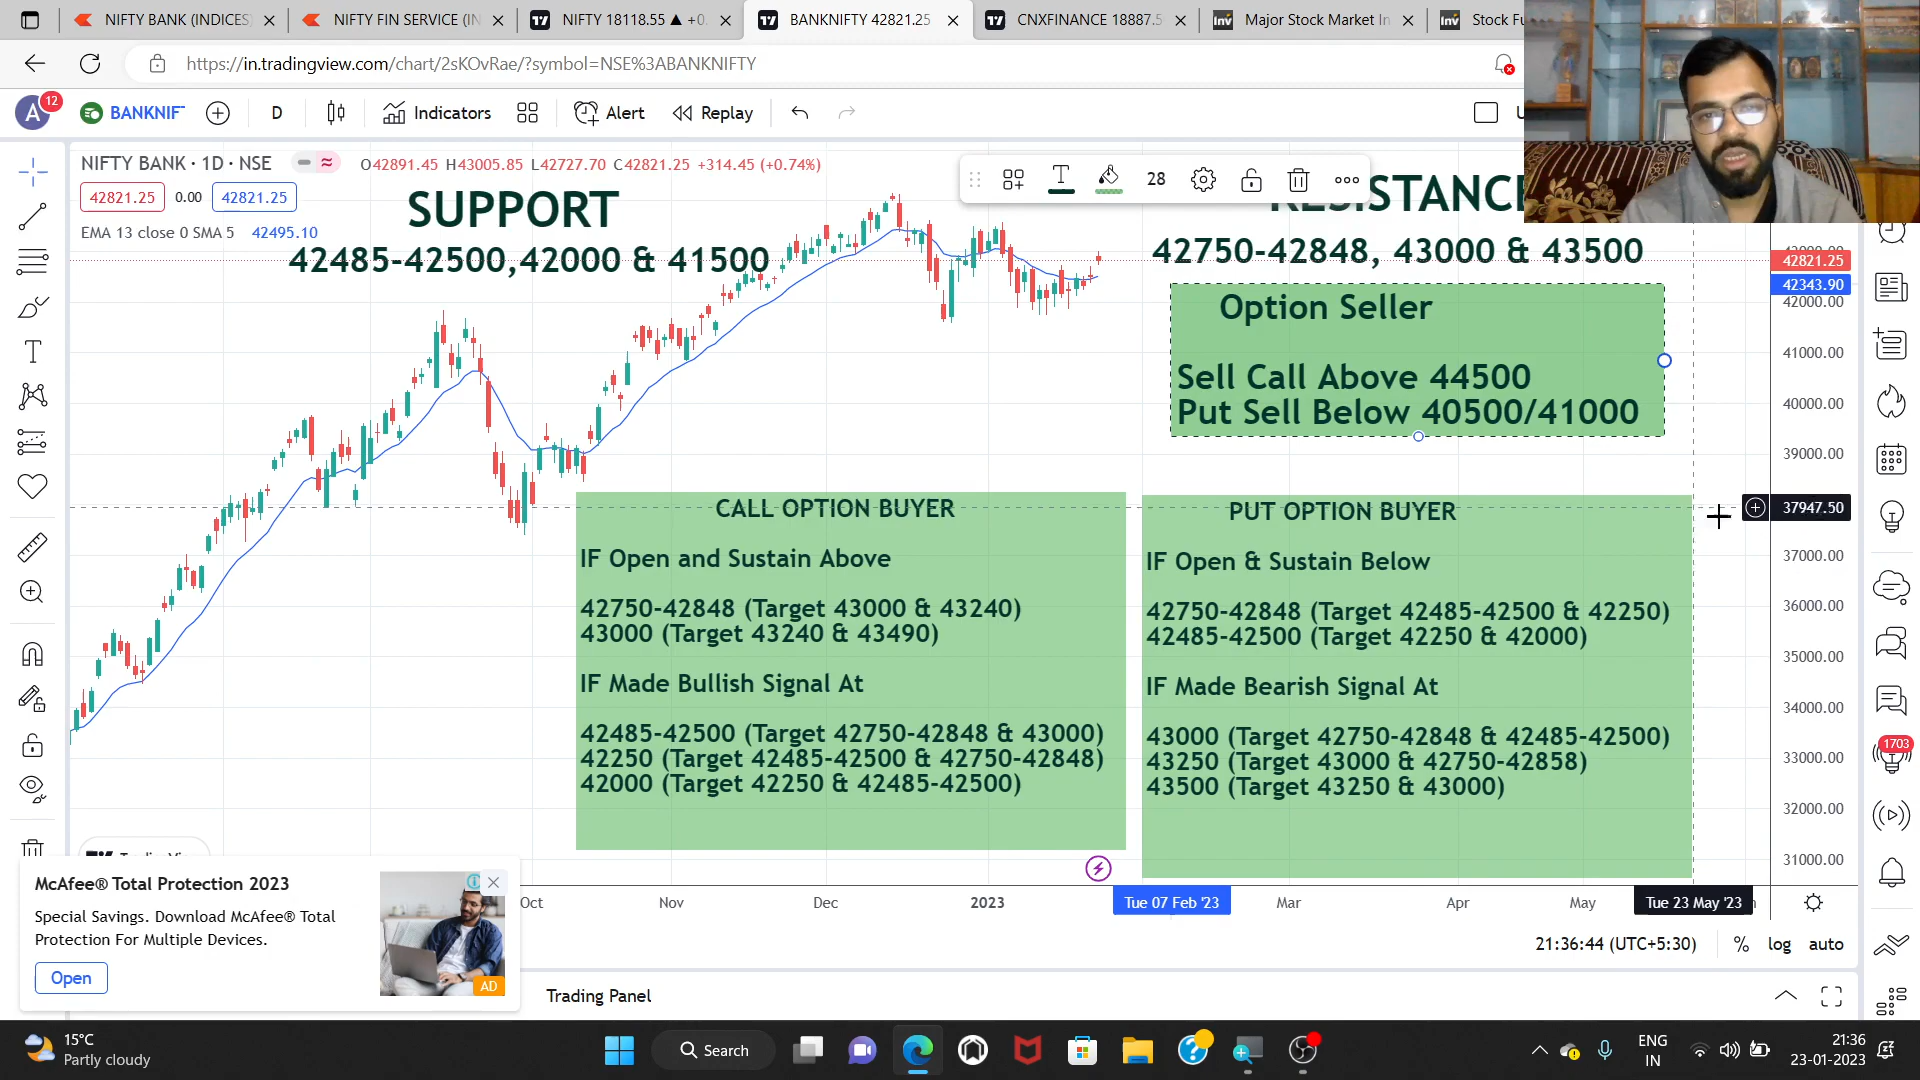 NIFTY BANK (INDICES)
NIFTY FIN SERVICE (IN
NIFTY 18118.55 ▲ +0.
BANKNIFTY 42821.25
CNXFINANCE 18887.5
Inv
Major Stock Market In
Inv
Stock Fu
https://in.tradingview.com/chart/2sKOvRae/?symbol=NSE%3ABANKNIFTY
A
12
BANKNIF
D
Indicators
Alert
Replay
NIFTY BANK · 1D · NSE
O42891.45 H43005.85 L42727.70 C42821.25 +314.45 (+0.74%)
42821.25 0.00 42821.25
EMA 13 close 0 SMA 5 42495.10
28
SUPPORT
42485-42500,42000 & 41500
RESISTANCE
42750-42848, 43000 & 43500
Option Seller
Sell Call Above 44500
Put Sell Below 40500/41000
CALL OPTION BUYER
IF Open and Sustain Above
42750-42848 (Target 43000 & 43240)
43000 (Target 43240 & 43490)
IF Made Bullish Signal At
42485-42500 (Target 42750-42848 & 43000)
42250 (Target 42485-42500 & 42750-42848)
42000 (Target 42250 & 42485-42500)
PUT OPTION BUYER
IF Open & Sustain Below
42750-42848 (Target 42485-42500 & 42250)
42485-42500 (Target 42250 & 42000)
IF Made Bearish Signal At
43000 (Target 42750-42848 & 42485-42500)
43250 (Target 43000 & 42750-42858)
43500 (Target 43250 & 43000)
42821.25
42343.90
42000.00
41000.00
40000.00
39000.00
37947.50
37000.00
36000.00
35000.00
34000.00
33000.00
32000.00
31000.00
1703
Oct
Nov
Dec
2023
Tue 07 Feb '23
Mar
Apr
May
Tue 23 May '23
21:36:44 (UTC+5:30)
%
log
auto
McAfee® Total Protection 2023
Special Savings. Download McAfee® Total
Protection For Multiple Devices.
Open
AD
Trading Panel
15°C
Partly cloudy
Search
ENG
IN
21:36
23-01-2023